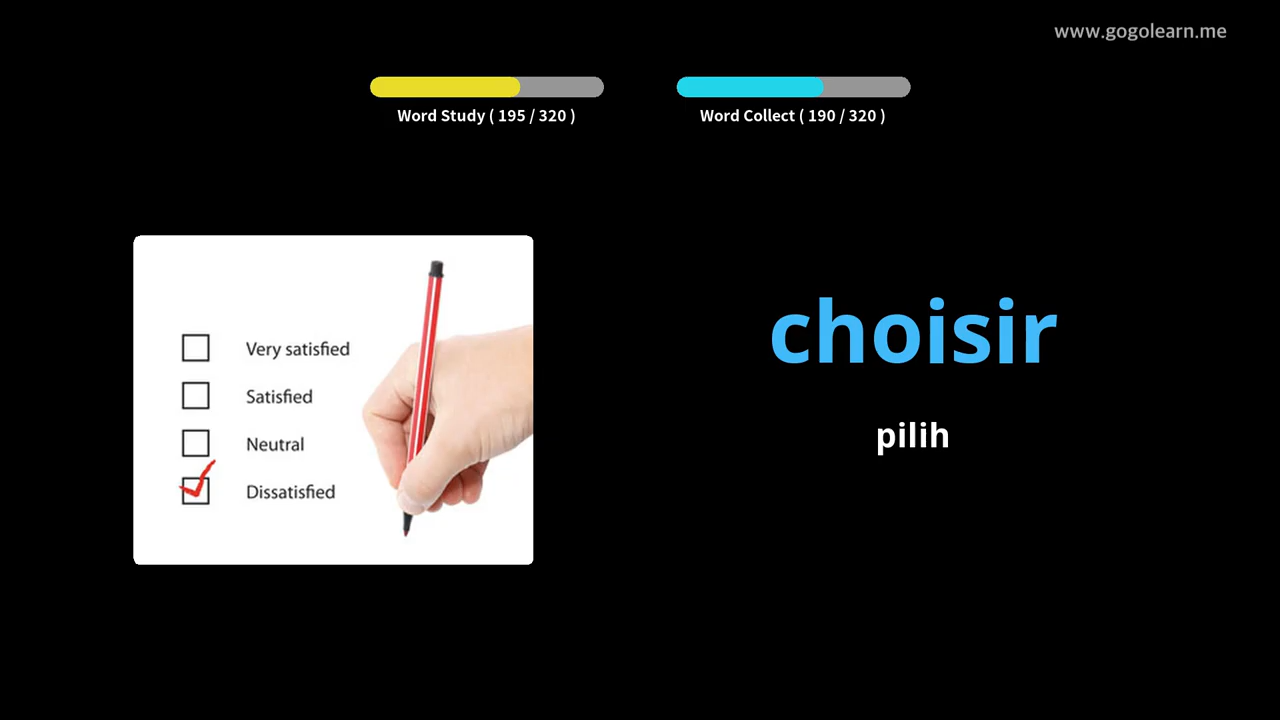 www.gogolearn.me
Word Study ( 195 / 320 )
Word Collect ( 190 / 320 )
Very satisfied
Satisfied
Neutral
Dissatisfied
choisir
pilih